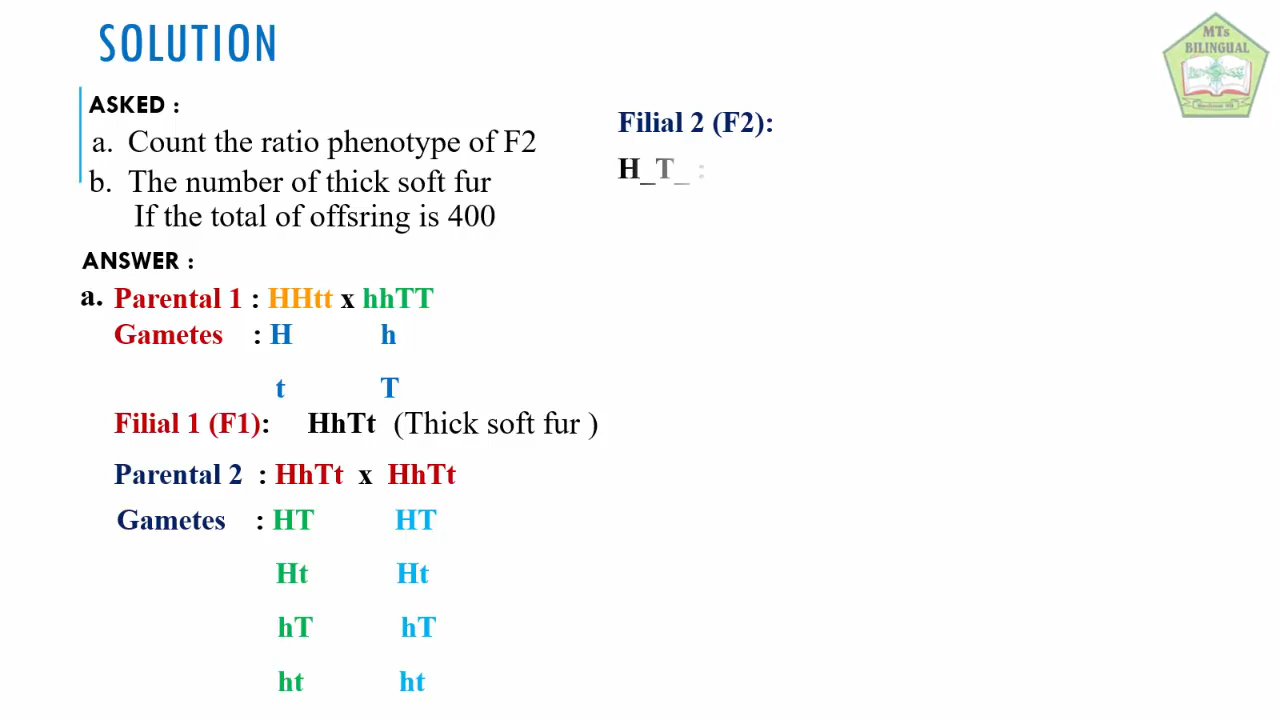 SOLUTION
MTs
BILINGUAL
ASKED :
a. Count the ratio phenotype of F2
b. The number of thick soft fur
If the total of offsring is 400
ANSWER :
a. Parental 1 : HHtt x hhTT
Gametes : H h
t T
Filial 1 (F1): HhTt (Thick soft fur )
Parental 2 : HhTt x HhTt
Gametes : HT HT
Ht Ht
hT hT
ht ht
Filial 2 (F2):
H_T_ :